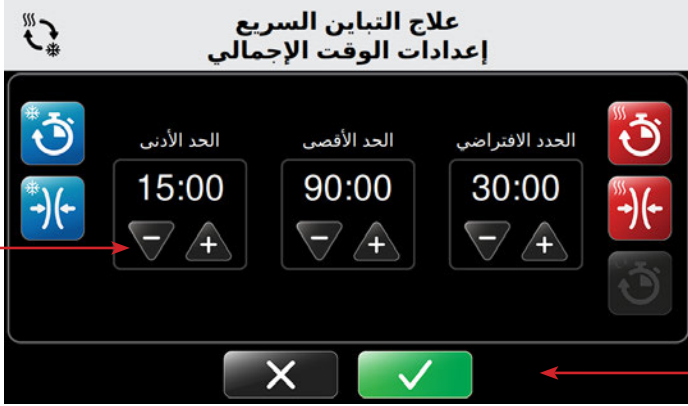 علاج التباين السريع
إعدادات الوقت الإجمالي
الحدد الافتراضي
الحد الأقصى
الحد الأدنى
30:00
90:00
15:00